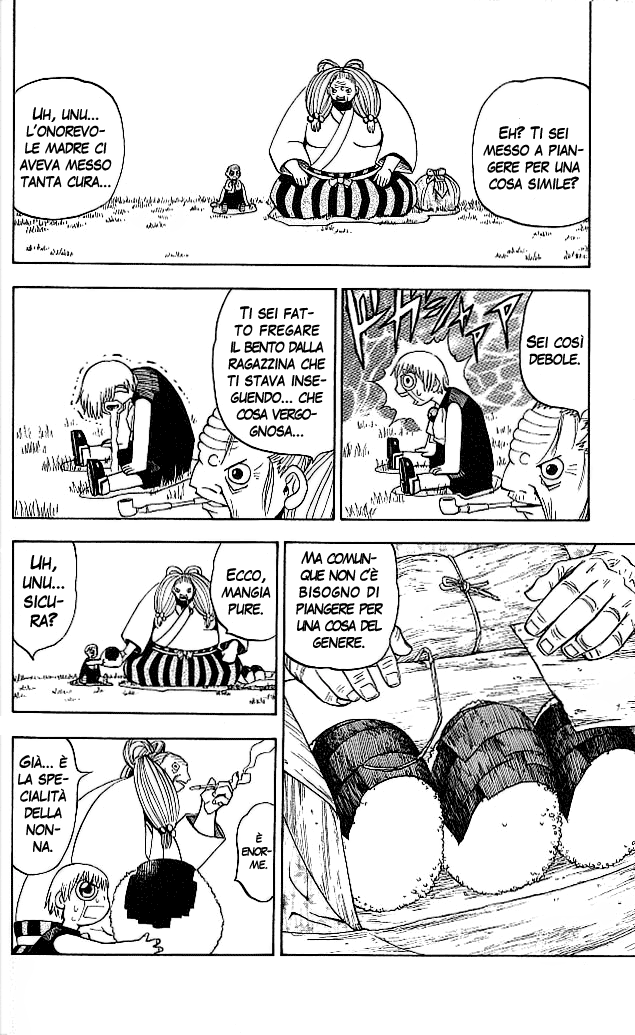 EH? TI SEI
MESSO A PIAN-
GERE PER UNA
COSA SIMILE?
UH, UNU...
L'ONOREVO-
LE MADRE CI
AVEVA MESSO
TANTA CURA...
SEI COSÌ
DEBOLE.
TI SEI FAT-
TO FREGARE
IL BENTO DALLA
RAGAZZINA CHE
TI STAVA INSE-
GUENDO... CHE
COSA VERGO-
GNOSA...
MA COMUN-
QUE NON C'È
BISOGNO DI
PIANGERE PER
UNA COSA DEL
GENERE.
ECCO,
MANGIA
PURE.
UH,
UNU...
SICU-
RA?
È
ENOR-
ME.
GIÀ... È
LA SPE-
CIALITÀ
DELLA
NON-
NA.